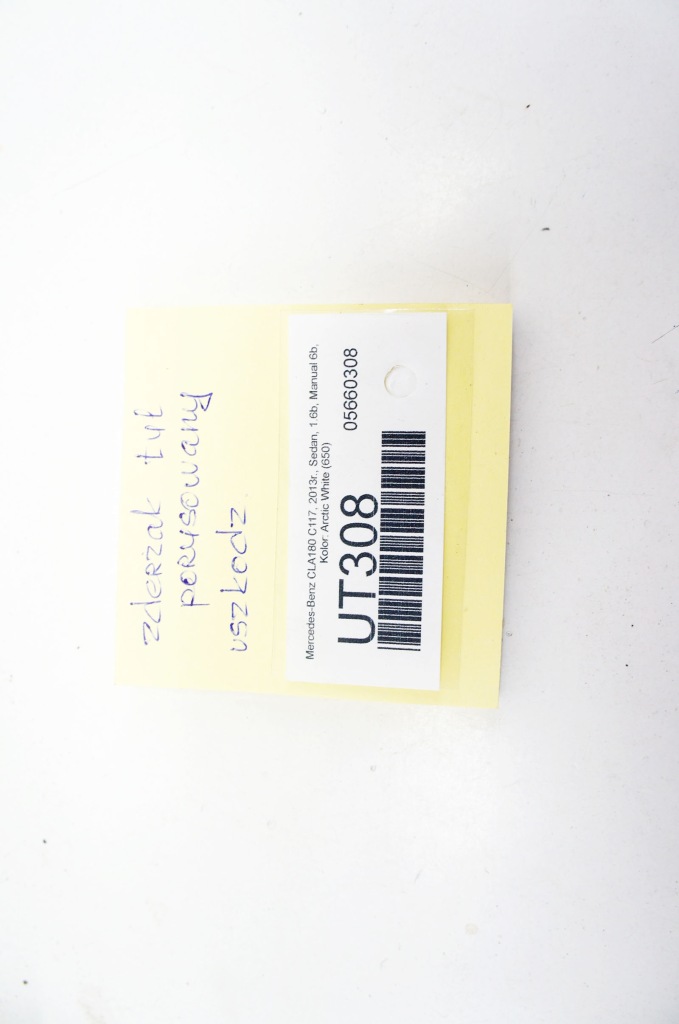 zderzak tył
porysowany
uszkodz.
Mercedes-Benz CLA180 C117, 2013r., Sedan, 1.6b, Manual 6b,
Kolor: Arctic White (650)
UT308
05660308